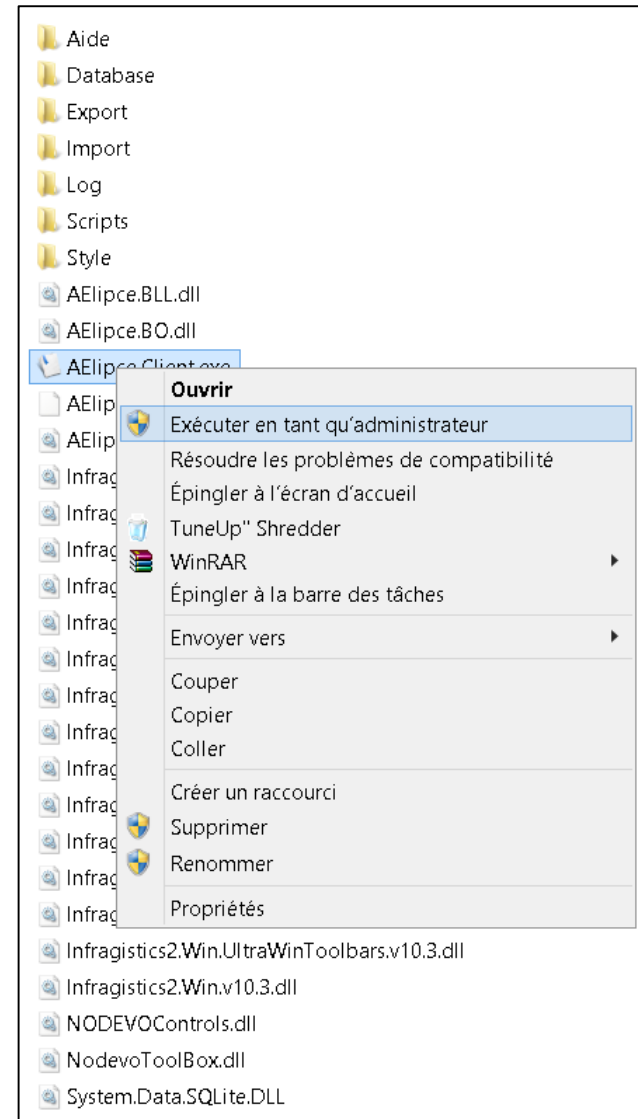 Aide
Database
Export
Import
Log
Scripts
Style
AElipce.BLL.dll
AElipce.BO.dll
AElipce.Client.exe
AElip
AElip
Infrag
Infrag
Infrag
Infrag
Infrag
Infrag
Infrag
Infrag
Infrag
Infrag
Infrag
Infrag
Infrag
Ouvrir
Exécuter en tant qu'administrateur
Résoudre les problèmes de compatibilité
Épingler à l'écran d'accueil
TuneUp" Shredder
WinRAR
Épingler à la barre des tâches
Envoyer vers
Couper
Copier
Coller
Créer un raccourci
Supprimer
Renommer
Propriétés
Infragistics2.Win.UltraWinToolbars.v10.3.dll
Infragistics2.Win.v10.3.dll
NODEVOControls.dll
NodevoToolBox.dll
System.Data.SQLite.DLL